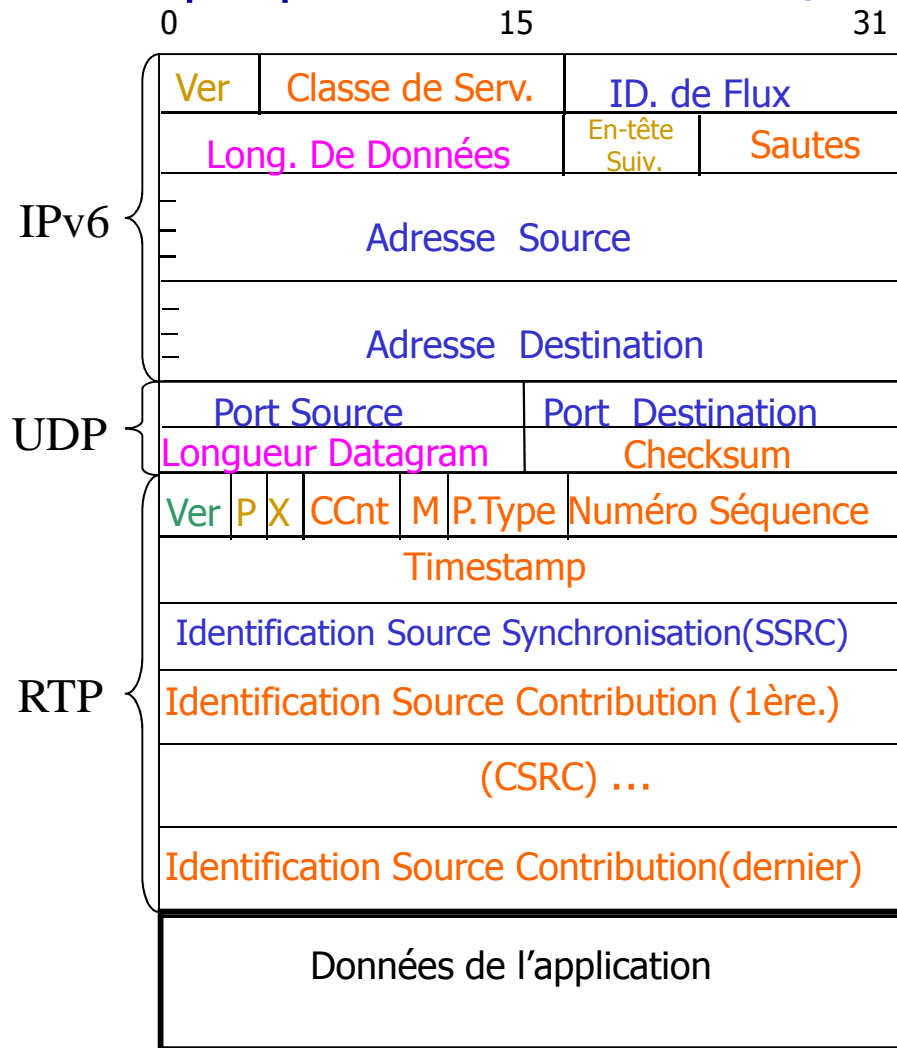 0 15 31
Ver Classe de Serv. ID. de Flux
Long. De Données En-tête Suiv. Sautes
IPv6
Adresse Source
Adresse Destination
UDP
Port Source Port Destination
Longueur Datagram Checksum
Ver P X CCnt M P.Type Numéro Séquence
Timestamp
Identification Source Synchronisation(SSRC)
RTP
Identification Source Contribution (1ère.)
(CSRC) ...
Identification Source Contribution(dernier)
Données de l'application